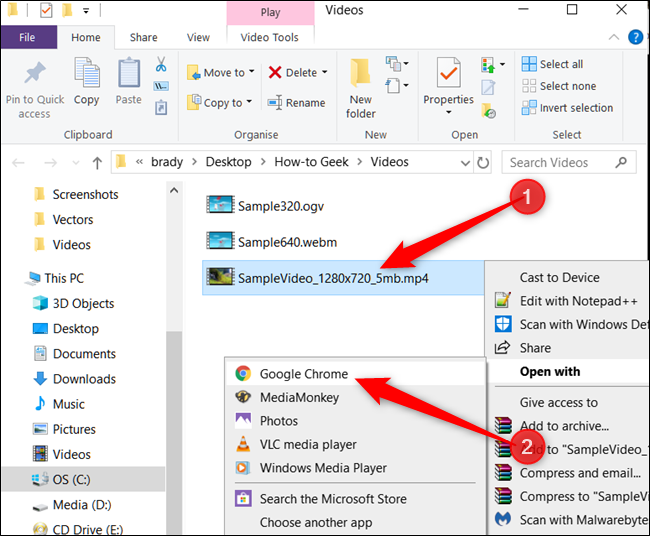 Play
Videos
File
Home
Share
View
Video Tools
Pin to Quick
access
Copy
Paste
Clipboard
Move to
Copy to
Delete
Rename
Organise
New
folder
New
Properties
Open
Select all
Select none
Invert selection
Select
« brady > Desktop > How-to Geek > Videos
Search Videos
Screenshots
Vectors
Videos
This PC
3D Objects
Desktop
Documents
Downloads
Music
Pictures
Videos
OS (C:)
Media (D:)
CD Drive (E:)
Sample320.ogv
Sample640.webm
SampleVideo_1280x720_5mb.mp4
1
Cast to Device
Edit with Notepad++
Scan with Windows Def
Share
Open with
Give access to
Add to archive...
Add to "SampleVideo_
Compress and email...
Compress to "SampleV
Scan with Malwarebyte
Google Chrome
MediaMonkey
Photos
VLC media player
Windows Media Player
Search the Microsoft Store
Choose another app
2